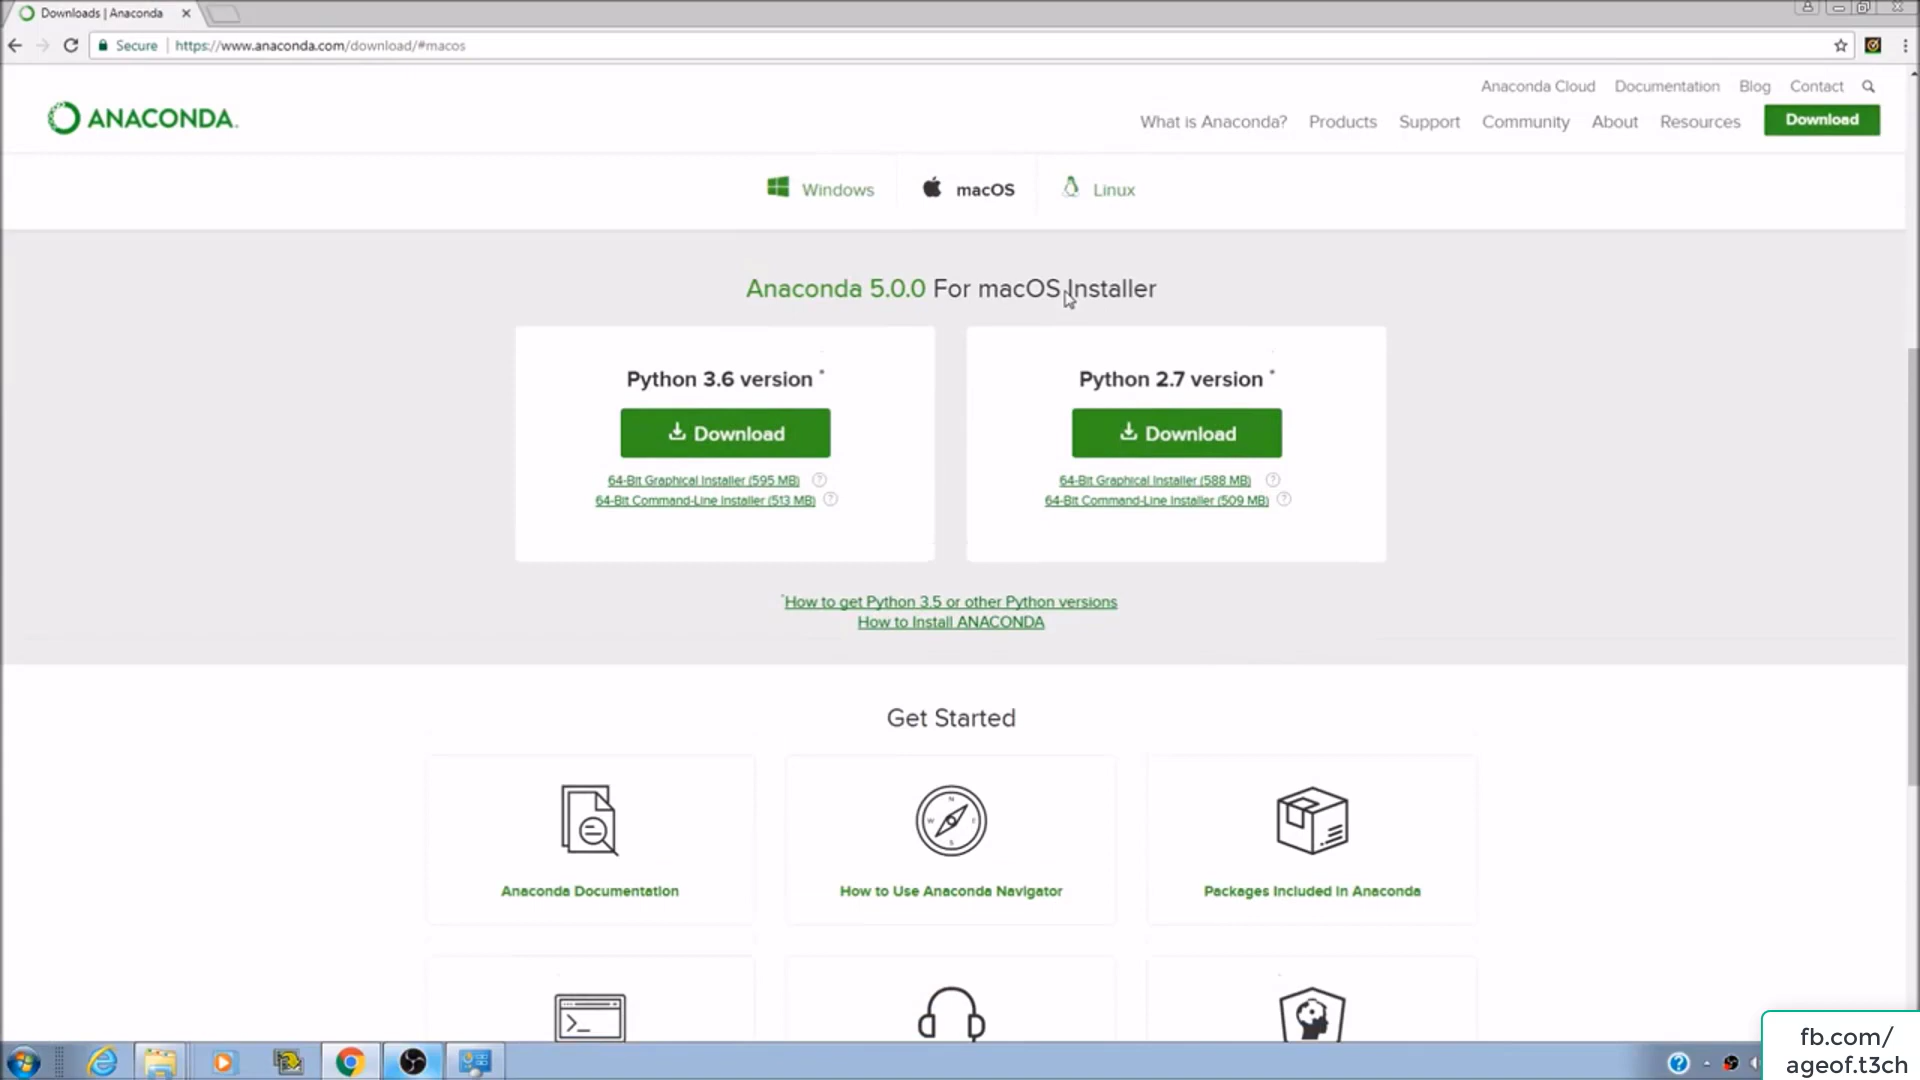 Downloads | Anaconda
Secure https://www.anaconda.com/download/#macos
Anaconda Cloud Documentation Blog Contact
ANACONDA.
What is Anaconda? Products Support Community About Resources Download
Windows macOS Linux
Anaconda 5.0.0 For macOS Installer
Python 3.6 version *
Download
64-Bit Graphical Installer (595 MB) ?
64-Bit Command-Line Installer (513 MB) ?
Python 2.7 version *
Download
64-Bit Graphical Installer (588 MB) ?
64-Bit Command-Line Installer (509 MB) ?
*How to get Python 3.5 or other Python versions
How to Install ANACONDA
Get Started
Anaconda Documentation
How to Use Anaconda Navigator
Packages Included in Anaconda
fb.com/
ageof.t3ch